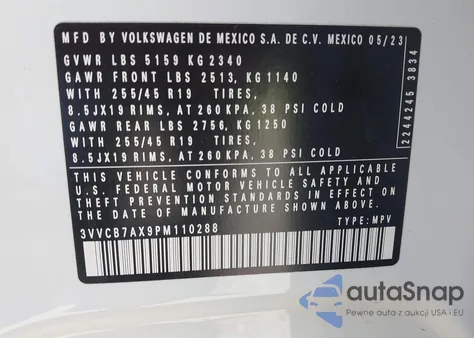 MFD BY VOLKSWAGEN DE MEXICO S.A. DE C.V. MEXICO 05/23
GVWR LBS 5159 KG 2340
GAWR FRONT LBS 2513, KG 1140
WITH 255/45 R19 TIRES,
8.5JX19 RIMS, AT 260 KPA, 38 PSI COLD
GAWR REAR LBS 2756, KG 1250
WITH 255/45 R19 TIRES,
8.5JX19 RIMS, AT 260 KPA, 38 PSI COLD
THIS VEHICLE CONFORMS TO ALL APPLICABLE
U.S. FEDERAL MOTOR VEHICLE SAFETY AND
THEFT PREVENTION STANDARDS IN EFFECT ON
THE DATE OF MANUFACTURE SHOWN ABOVE.
3VVCB7AX9PM110288 TYPE: MPV
2244245 3834
autoSnap
Pewne auta z aukcji USA i EU